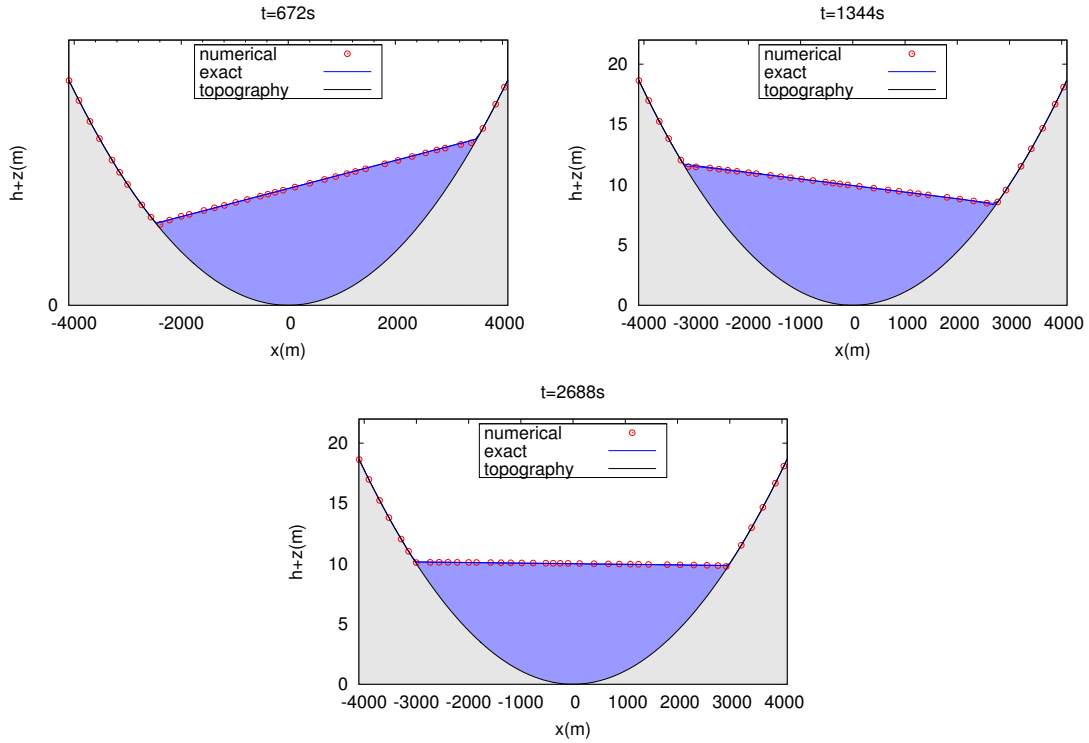 t=672s
numerical
exact
topography
h+z(m)
0
-4000 -2000 0 2000 4000
x(m)
t=1344s
numerical
exact
topography
h+z(m)
20
15
10
5
0
-4000 -3000 -2000 -1000 0 1000 2000 3000 4000
x(m)
t=2688s
numerical
exact
topography
h+z(m)
20
15
10
5
0
-4000 -3000 -2000 -1000 0 1000 2000 3000 4000
x(m)